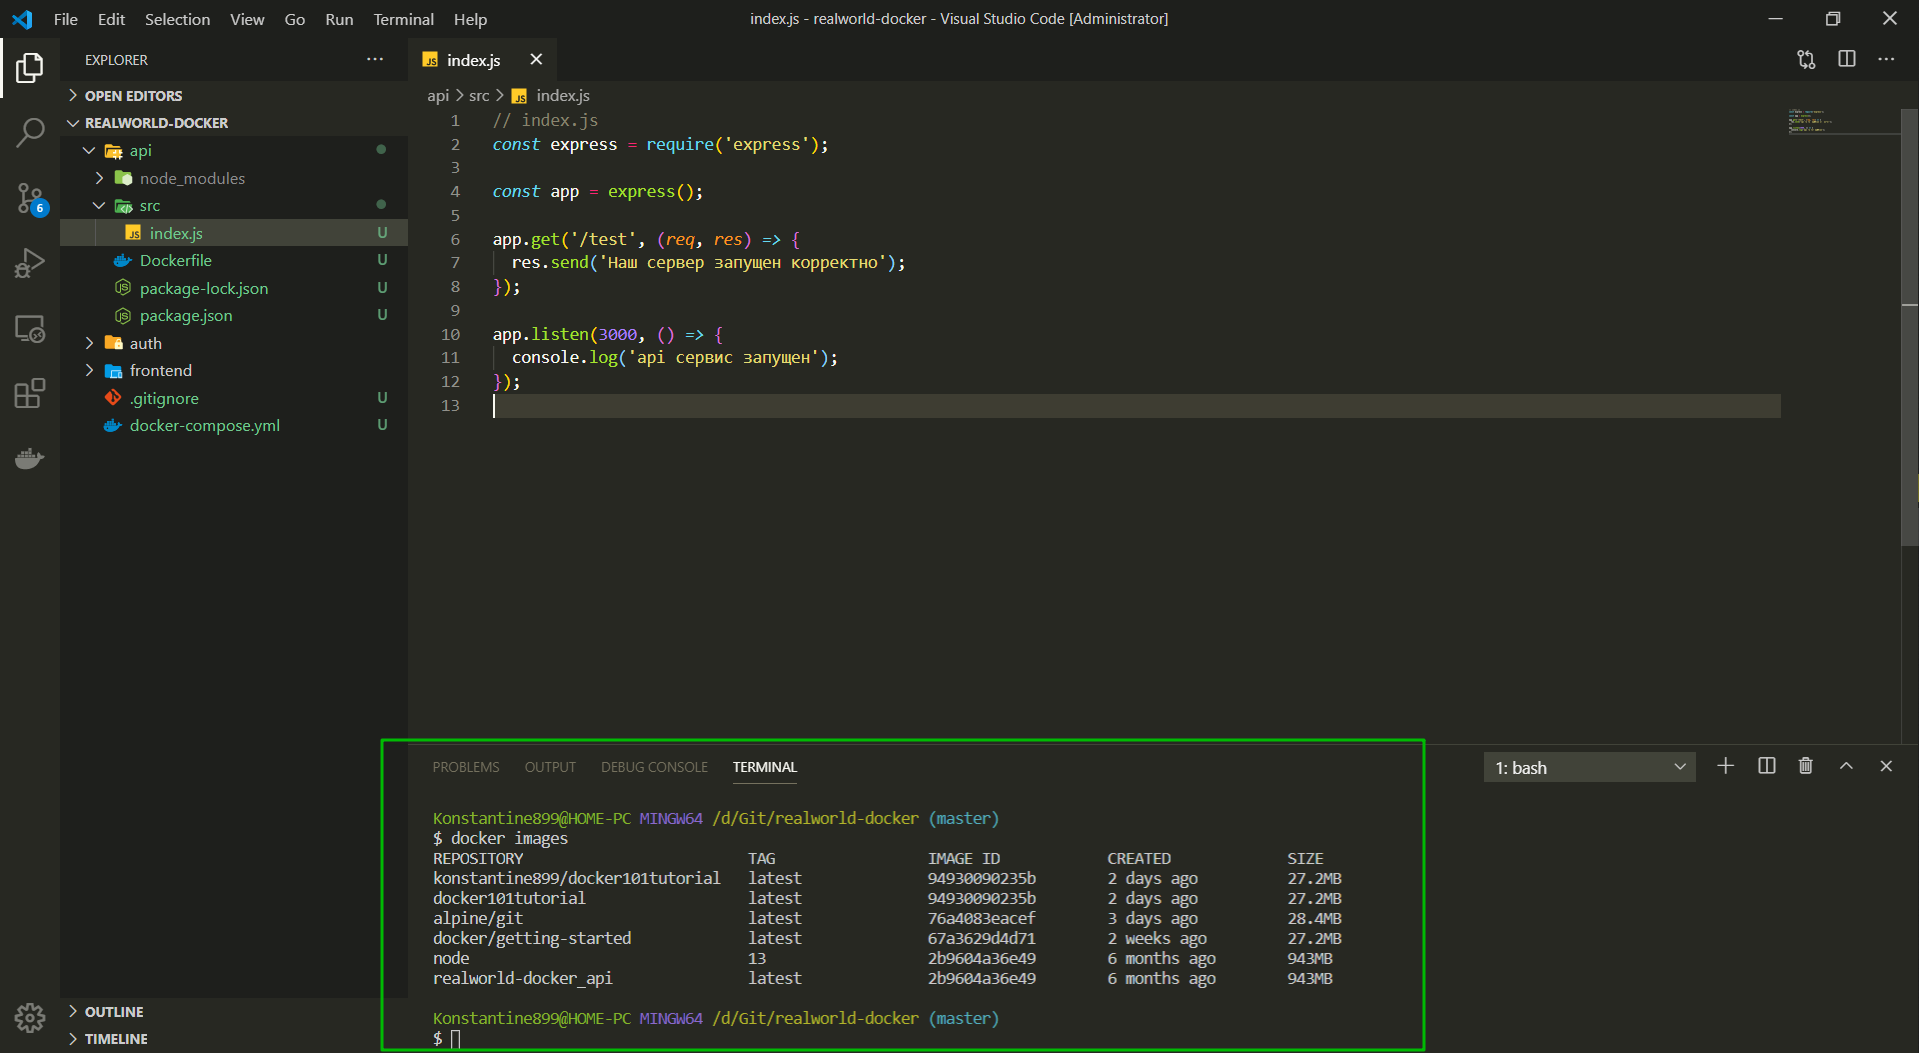 File Edit Selection View Go Run Terminal Help
index.js - realworld-docker - Visual Studio Code [Administrator]
EXPLORER
OPEN EDITORS
REALWORLD-DOCKER
api
node_modules
src
index.js U
Dockerfile U
package-lock.json U
package.json U
auth
frontend
.gitignore U
docker-compose.yml U
OUTLINE
TIMELINE
6
JS index.js
api > src > JS index.js
1 // index.js
2 const express = require('express');
3
4 const app = express();
5
6 app.get('/test', (req, res) => {
7 res.send('Наш сервер запущен корректно');
8 });
9
10 app.listen(3000, () => {
11 console.log('api сервис запущен');
12 });
13
PROBLEMS OUTPUT DEBUG CONSOLE TERMINAL
1: bash
Konstantine899@HOME-PC MINGW64 /d/Git/realworld-docker (master)
$ docker images
REPOSITORY TAG IMAGE ID CREATED SIZE
konstantine899/docker101tutorial latest 94930090235b 2 days ago 27.2MB
docker101tutorial latest 94930090235b 2 days ago 27.2MB
alpine/git latest 76a4083eacef 3 days ago 28.4MB
docker/getting-started latest 67a3629d4d71 2 weeks ago 27.2MB
node 13 2b9604a36e49 6 months ago 943MB
realworld-docker_api latest 2b9604a36e49 6 months ago 943MB
Konstantine899@HOME-PC MINGW64 /d/Git/realworld-docker (master)
$